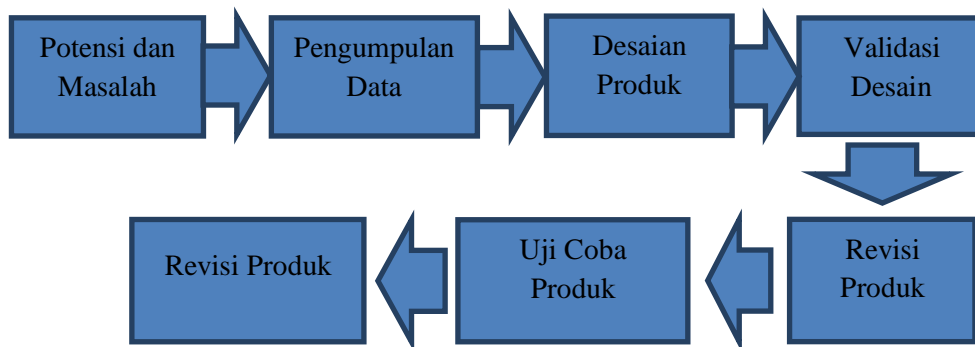 Potensi dan
Masalah
Pengumpulan
Data
Desaian
Produk
Validasi
Desain
Revisi
Produk
Uji Coba
Produk
Revisi Produk